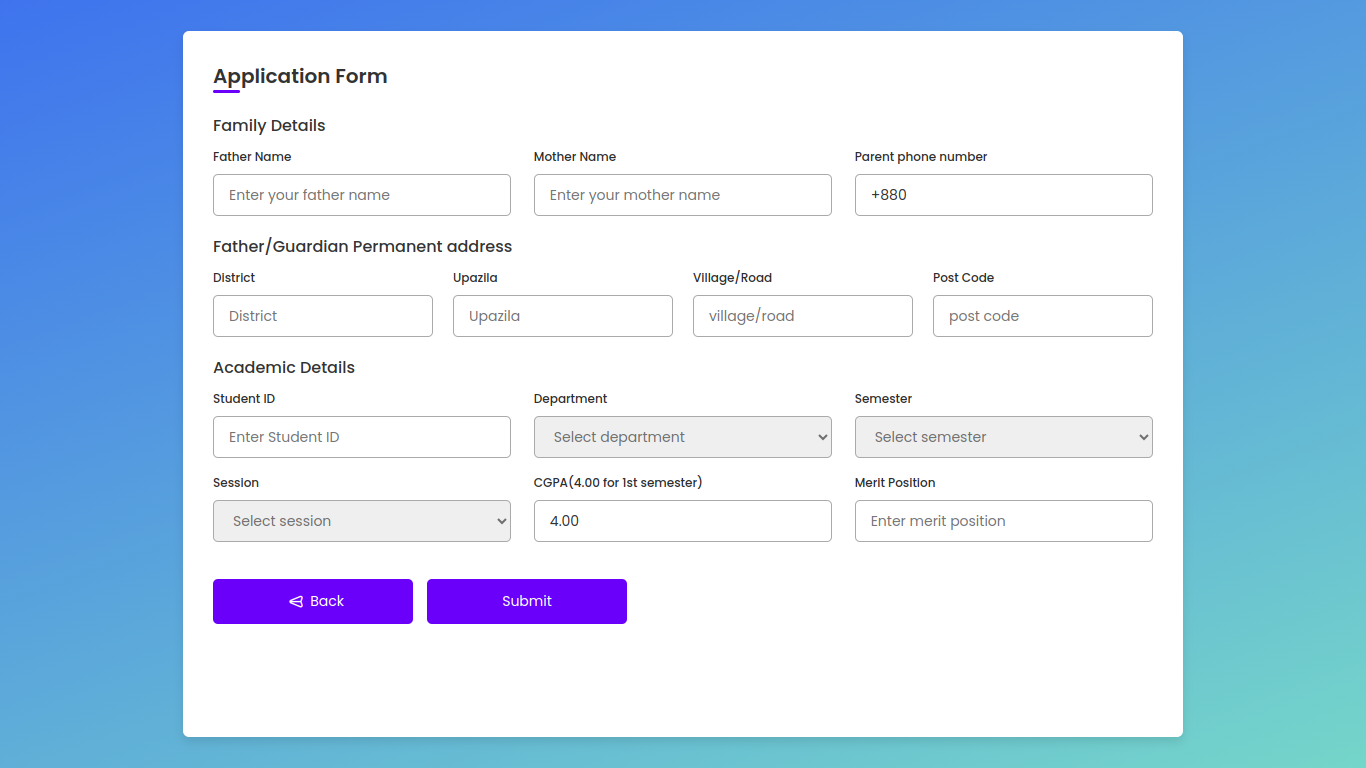 Application Form
Family Details
Father Name Mother Name Parent phone number
Enter your father name Enter your mother name +880
Father/Guardian Permanent address
District Upazila Village/Road Post Code
District Upazila village/road post code
Academic Details
Student ID Department Semester
Enter Student ID Select department Select semester
Session CGPA(4.00 for 1st semester) Merit Position
Select session 4.00 Enter merit position
Back Submit